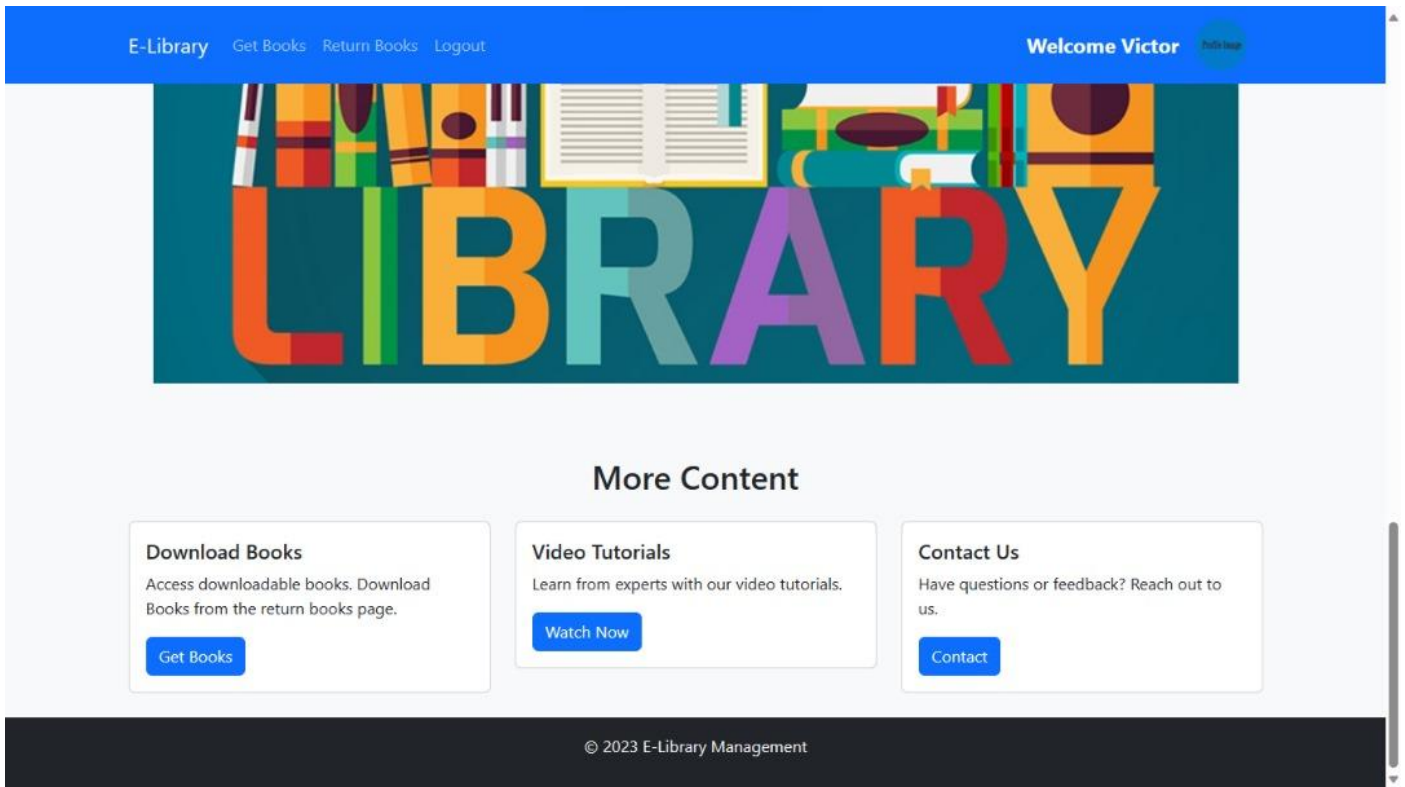 E-Library Get Books Return Books Logout Welcome Victor
LIBRARY
More Content
Download Books
Access downloadable books. Download
Books from the return books page.
Get Books
Video Tutorials
Learn from experts with our video tutorials.
Watch Now
Contact Us
Have questions or feedback? Reach out to
us.
Contact
© 2023 E-Library Management